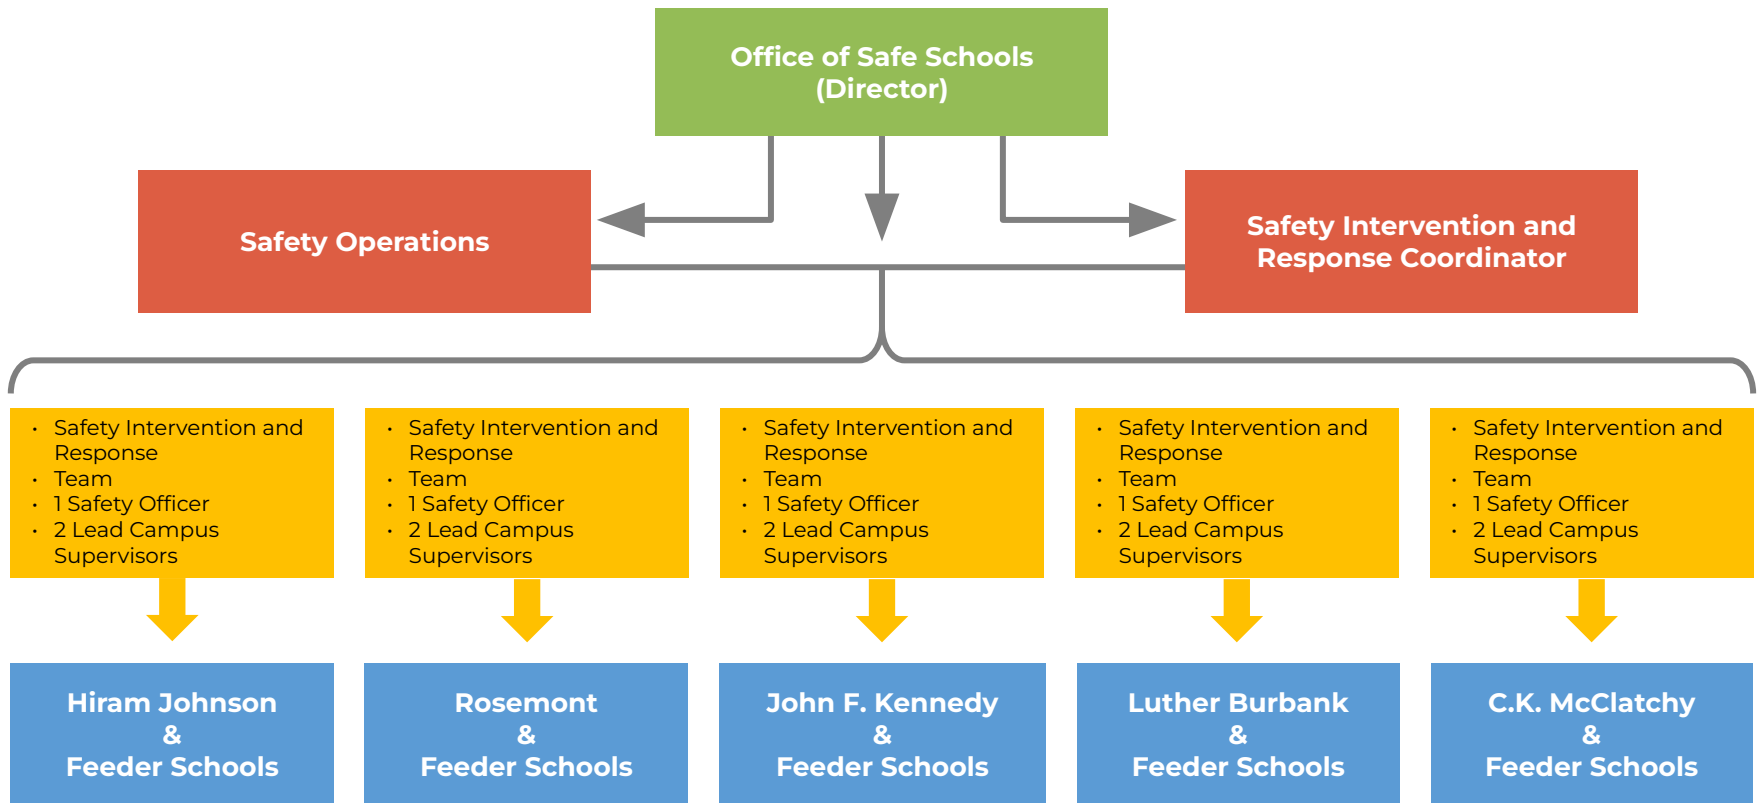 Office of Safe Schools
(Director)
Safety Operations
Safety Intervention and
Response Coordinator
• Safety Intervention and
Response
• Team
• 1 Safety Officer
• 2 Lead Campus
Supervisors
• Safety Intervention and
Response
• Team
• 1 Safety Officer
• 2 Lead Campus
Supervisors
• Safety Intervention and
Response
• Team
• 1 Safety Officer
• 2 Lead Campus
Supervisors
• Safety Intervention and
Response
• Team
• 1 Safety Officer
• 2 Lead Campus
Supervisors
• Safety Intervention and
Response
• Team
• 1 Safety Officer
• 2 Lead Campus
Supervisors
Hiram Johnson
&
Feeder Schools
Rosemont
&
Feeder Schools
John F. Kennedy
&
Feeder Schools
Luther Burbank
&
Feeder Schools
C.K. McClatchy
&
Feeder Schools